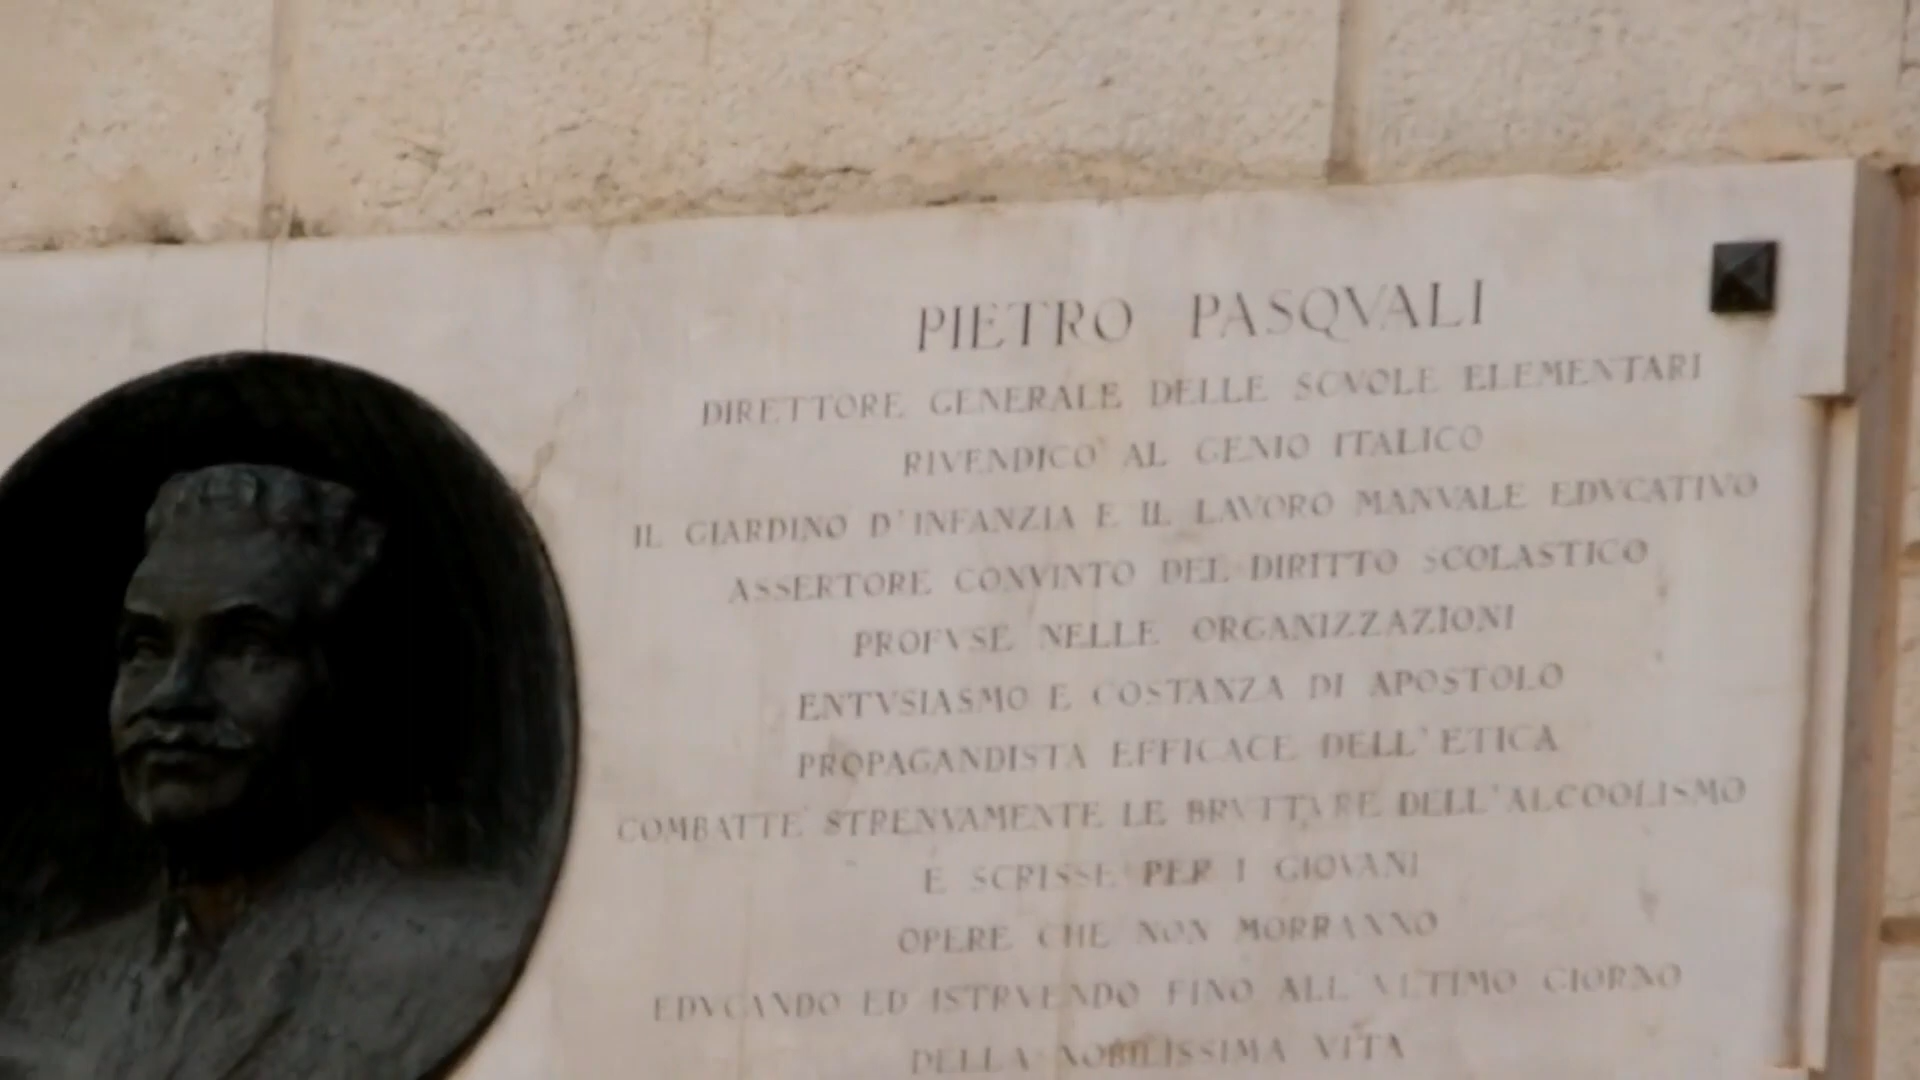 PIETRO PASQVALI
DIRETTORE GENERALE DELLE SCVOLE ELEMENTARI
RIVENDICO' AL GENIO ITALICO
IL GIARDINO D'INFANZIA E IL LAVORO MANVALE EDVCATIVO
ASSERTORE CONVINTO DEL DIRITTO SCOLASTICO
PROFVSE NELLE ORGANIZZAZIONI
ENTVSIASMO E COSTANZA DI APOSTOLO
PROPAGANDISTA EFFICACE DELL'ETICA
COMBATTE' STRENVAMENTE LE BRVTTVRE DELL'ALCOOLISMO
E SCRISSE PER I GIOVANI
OPERE CHE NON MORRANNO
EDVCANDO ED ISTRVENDO FINO ALL'VLTIMO GIORNO
DELLA NOBILISSIMA VITA